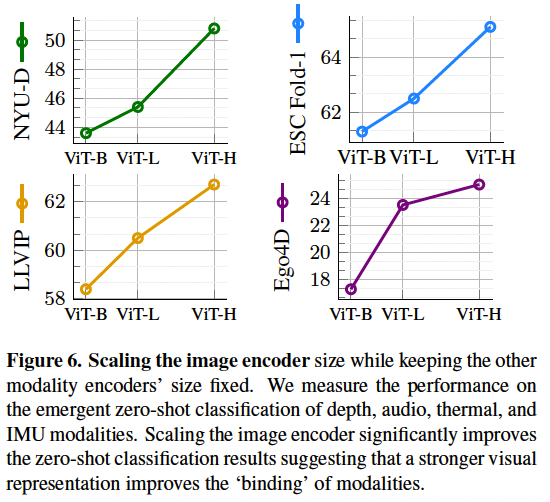 NYU-D
50
48
46
44
ViT-B ViT-L ViT-H
ESC Fold-1
64
62
ViT-B ViT-L ViT-H
LLVIP
62
60
58
ViT-B ViT-L ViT-H
Ego4D
24
22
20
18
ViT-B ViT-L ViT-H
Figure 6. Scaling the image encoder size while keeping the other
modality encoders’ size fixed. We measure the performance on
the emergent zero-shot classification of depth, audio, thermal, and
IMU modalities. Scaling the image encoder significantly improves
the zero-shot classification results suggesting that a stronger visual
representation improves the ‘binding’ of modalities.